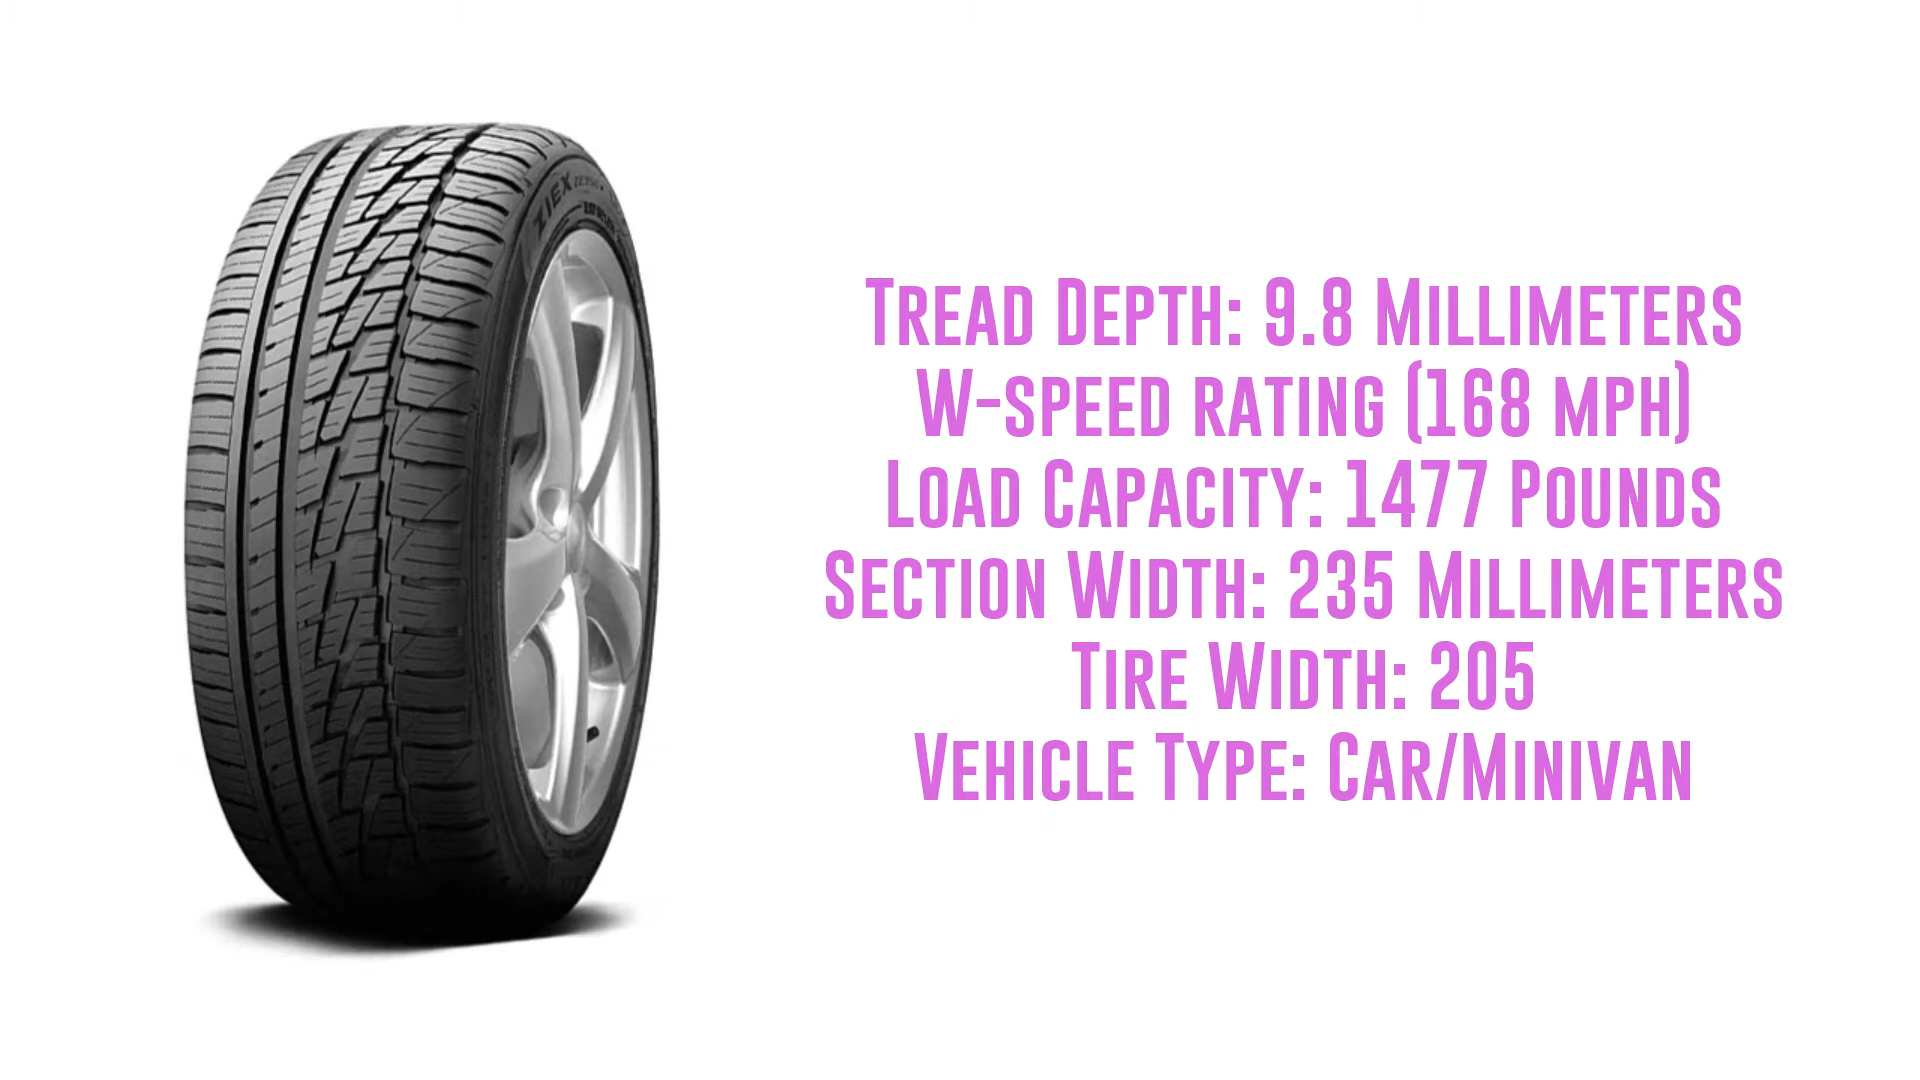 ZIEX
Tread Depth: 9.8 Millimeters
W-speed rating (168 mph)
Load Capacity: 1477 Pounds
Section Width: 235 Millimeters
Tire Width: 205
Vehicle Type: Car/Minivan